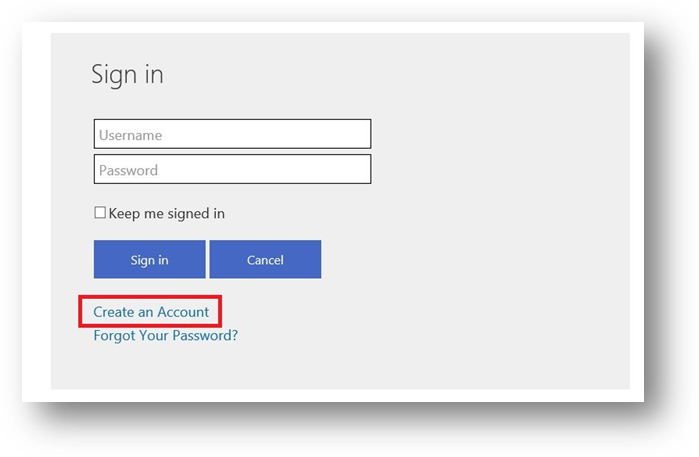 Sign in
Username
Password
Keep me signed in
Sign in Cancel
Create an Account
Forgot Your Password?